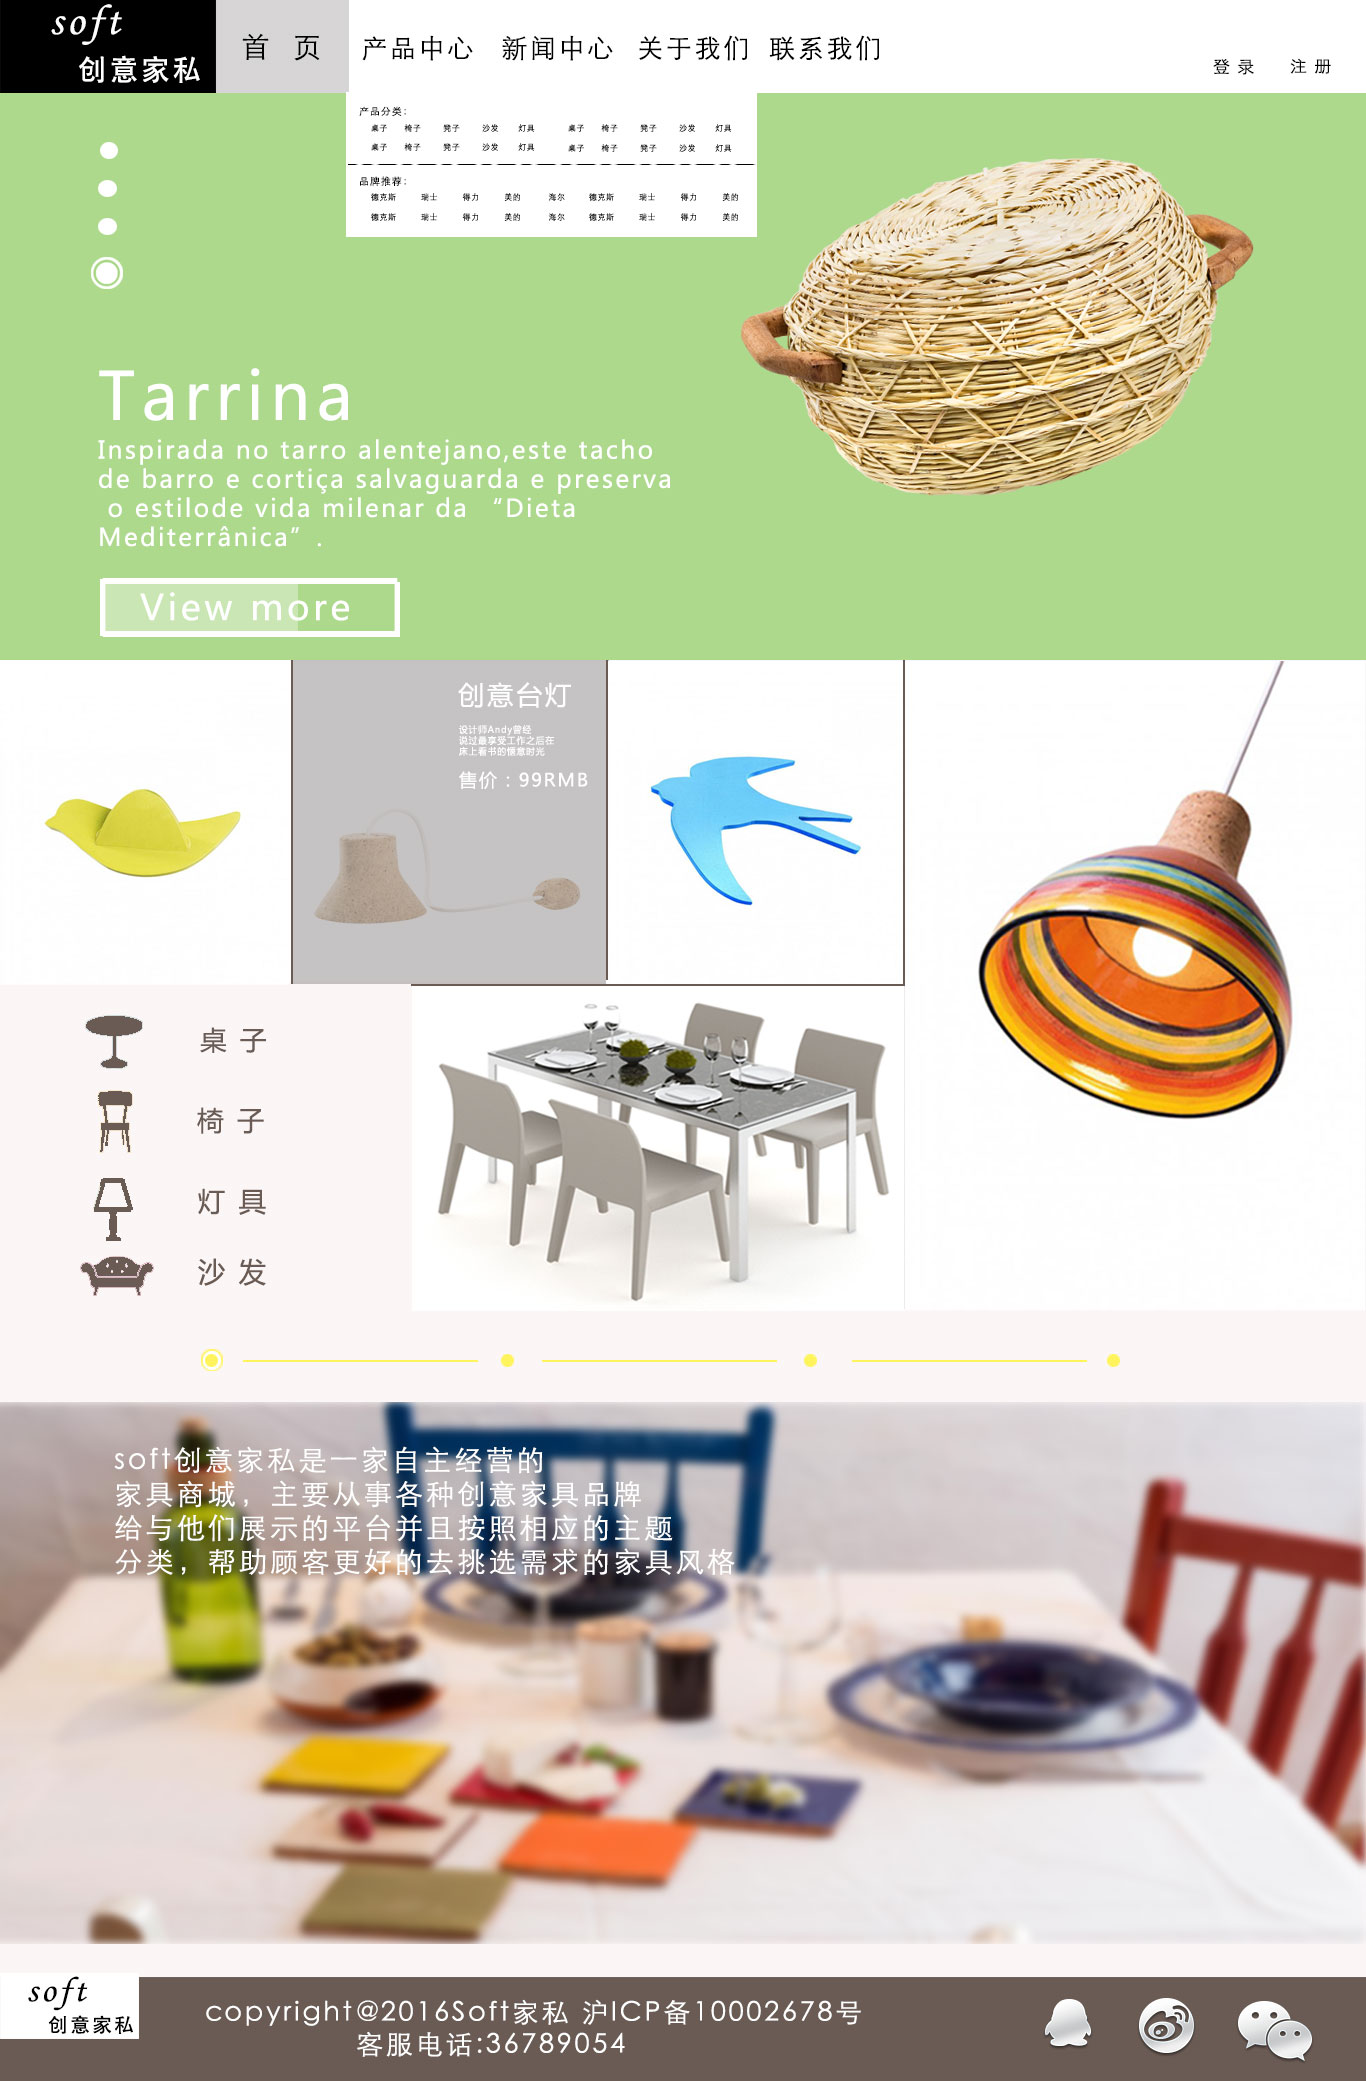 soft
创意家私
首 页
产品中心
新闻中心
关于我们
联系我们
登 录
注 册
产品分类:
桌子 椅子 凳子 沙发 灯具 桌子 椅子 凳子 沙发 灯具
桌子 椅子 凳子 沙发 灯具 桌子 椅子 凳子 沙发 灯具
品牌推荐:
德克斯 瑞士 得力 美的 海尔 德克斯 瑞士 得力 美的
德克斯 瑞士 得力 美的 海尔 德克斯 瑞士 得力 美的
Tarrina
Inspirada no tarro alentejano,este tacho
de barro e cortiça salvaguarda e preserva
o estilode vida milenar da “Dieta
Mediterrânica”.
View more
创意台灯
设计师Andy曾经
说过最享受工作之后在
床上看书的惬意时光
售价：99RMB
桌 子
椅 子
灯 具
沙 发
soft创意家私是一家自主经营的
家具商城，主要从事各种创意家具品牌
给与他们展示的平台并且按照相应的主题
分类，帮助顾客更好的去挑选需求的家具风格
soft
创意家私
copyright@2016Soft家私 沪ICP备10002678号
客服电话:36789054